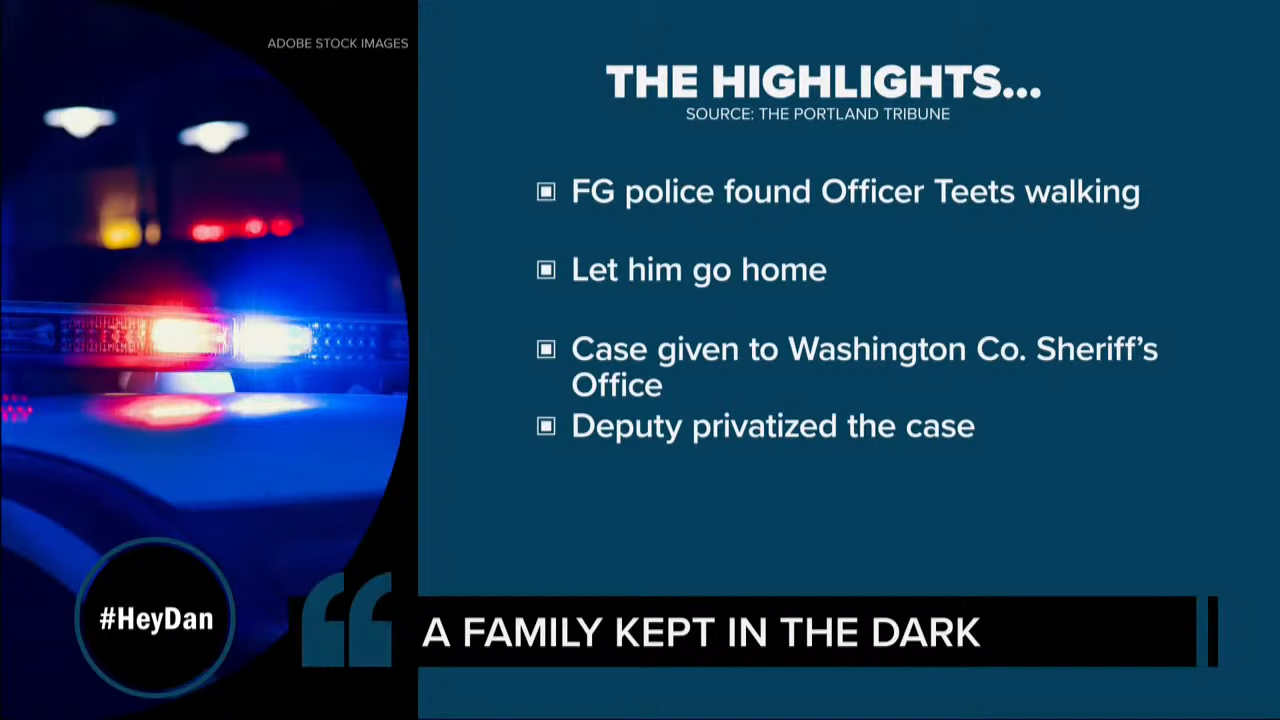 ADOBE STOCK IMAGES
THE HIGHLIGHTS...
SOURCE: THE PORTLAND TRIBUNE
FG police found Officer Teets walking
Let him go home
Case given to Washington Co. Sheriff’s
Office
Deputy privatized the case
#HeyDan
“ A FAMILY KEPT IN THE DARK